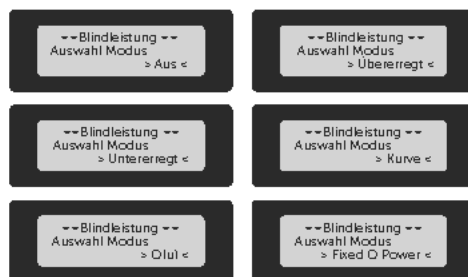 ~~Blindleistung ~~
Auswahl Modus
> Aus <
~~Blindleistung ~~
Auswahl Modus
> Übererregt <
~~Blindleistung ~~
Auswahl Modus
> Untererregt <
~~Blindleistung ~~
Auswahl Modus
> Kurve <
~~Blindleistung ~~
Auswahl Modus
> Q(u) <
~~Blindleistung ~~
Auswahl Modus
> Fixed Q Power <